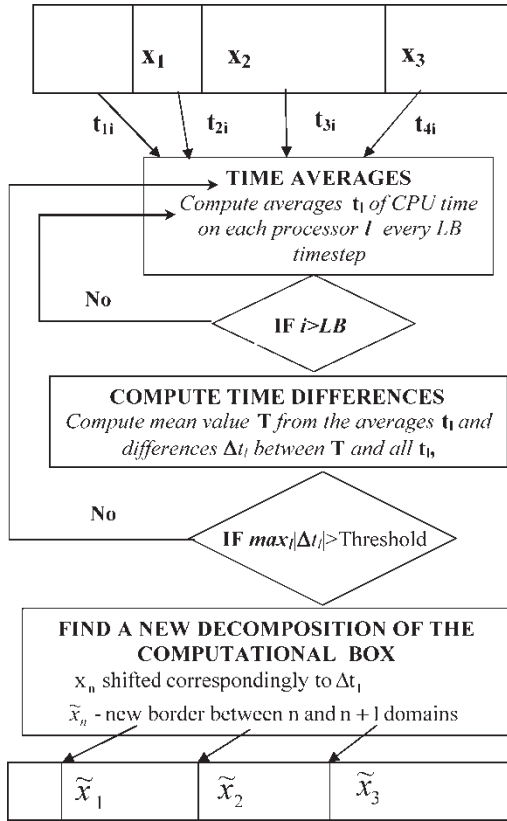 x₁ x₂ x₃
t₁ᵢ t₂ᵢ t₃ᵢ t₄ᵢ
TIME AVERAGES
Compute averages tₗ of CPU time
on each processor l every LB
timestep
No
IF i>LB
COMPUTE TIME DIFFERENCES
Compute mean value T from the averages tₗ and
differences Δtₗ between T and all tₗ,
No
IF maxₗ|Δtₗ|>Threshold
FIND A NEW DECOMPOSITION OF THE
COMPUTATIONAL BOX
xₙ shifted correspondingly to Δtₗ
x̃ₙ - new border between n and n+1 domains
x̃₁ x̃₂ x̃₃